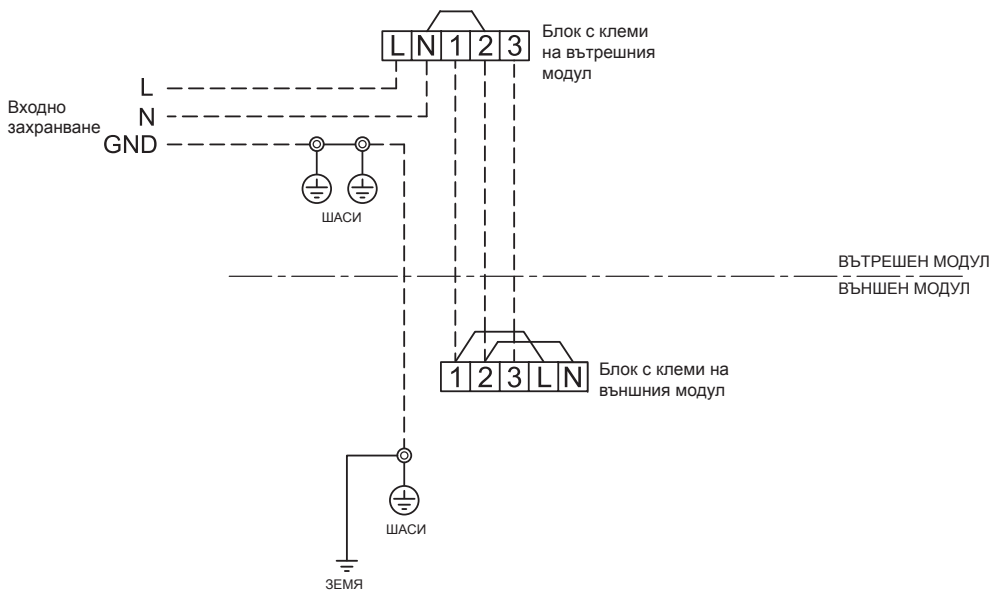 L N 1 2 3
Блок с клеми
на вътрешния
модул
L
Входно
захранване
N
GND
ШАСИ
ВЪТРЕШЕН МОДУЛ
ВЪНШЕН МОДУЛ
1 2 3 L N
Блок с клеми на
външния модул
ШАСИ
ЗЕМЯ